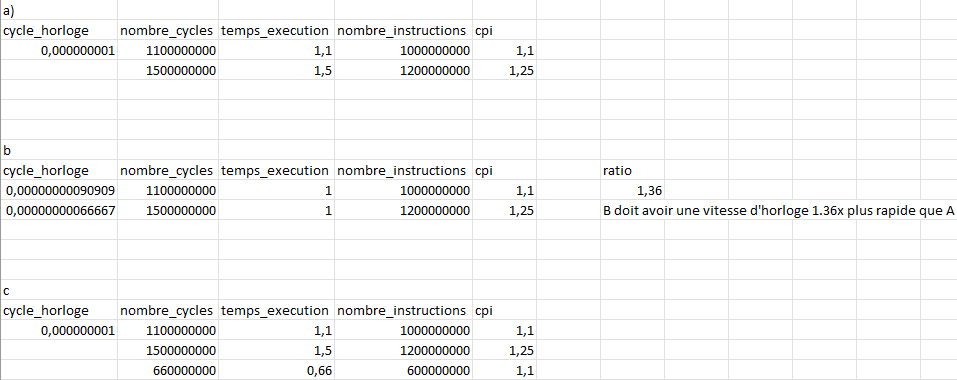 a)
cycle_horloge nombre_cycles temps_execution nombre_instructions cpi
0,000000001 1100000000 1,1 1000000000 1,1
1500000000 1,5 1200000000 1,25
b
cycle_horloge nombre_cycles temps_execution nombre_instructions cpi ratio
0,00000000090909 1100000000 1 1000000000 1,1 1,36
0,00000000066667 1500000000 1 1200000000 1,25 B doit avoir une vitesse d'horloge 1.36x plus rapide que A
c
cycle_horloge nombre_cycles temps_execution nombre_instructions cpi
0,000000001 1100000000 1,1 1000000000 1,1
1500000000 1,5 1200000000 1,25
660000000 0,66 600000000 1,1